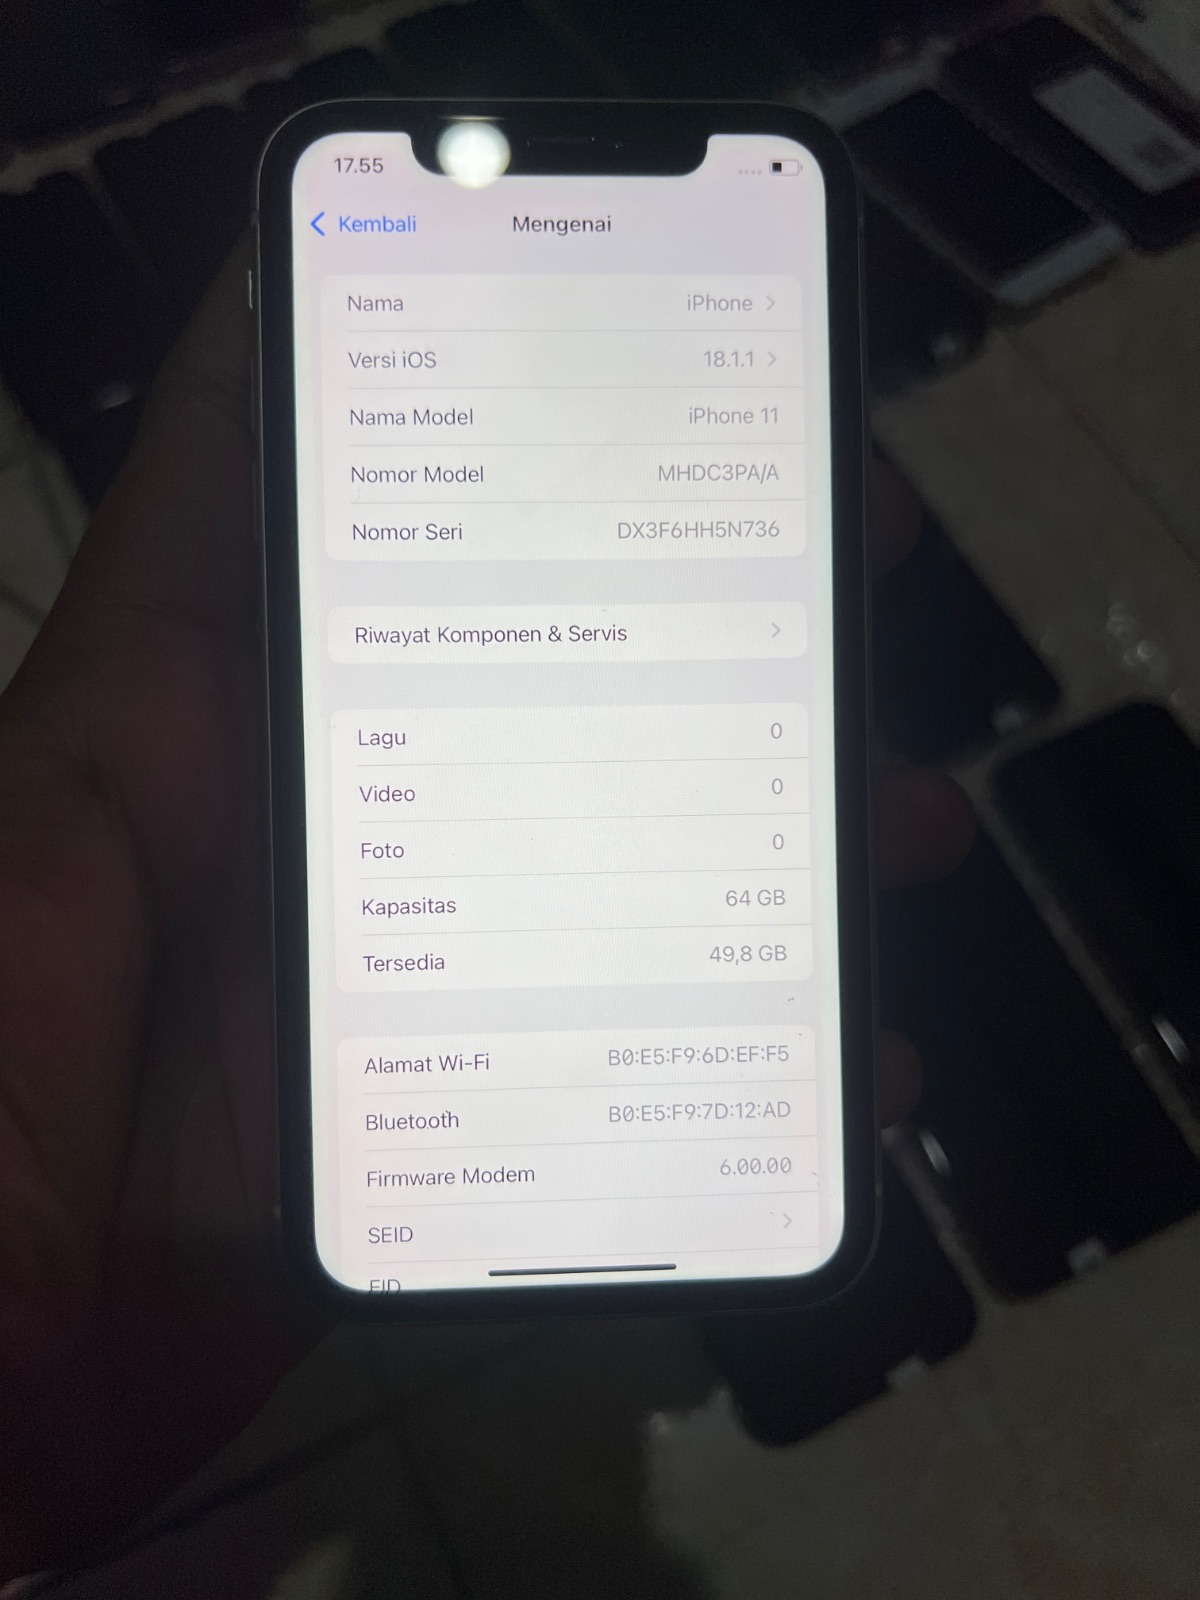 17.55
Kembali Mengenai
Nama iPhone
Versi iOS 18.1.1
Nama Model iPhone 11
Nomor Model MHDC3PA/A
Nomor Seri DX3F6HH5N736
Riwayat Komponen & Servis
Lagu 0
Video 0
Foto 0
Kapasitas 64 GB
Tersedia 49,8 GB
Alamat Wi-Fi B0:E5:F9:6D:EF:F5
Bluetooth B0:E5:F9:7D:12:AD
Firmware Modem 6.00.00
SEID
EID